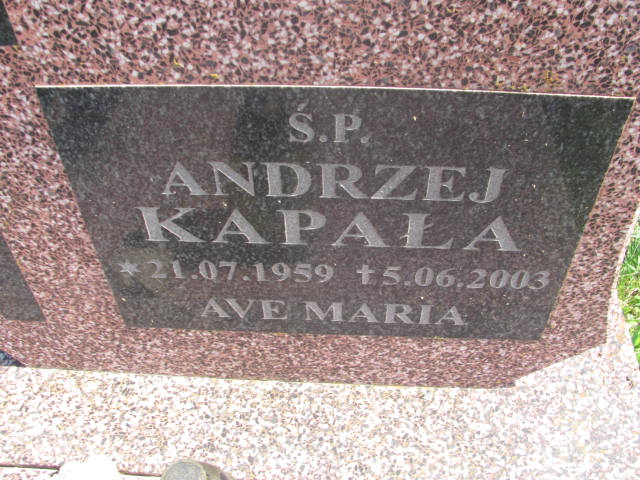 Ś.P.
ANDRZEJ
KAPAŁA
*21.07.1959 †5.06.2003
AVE MARIA